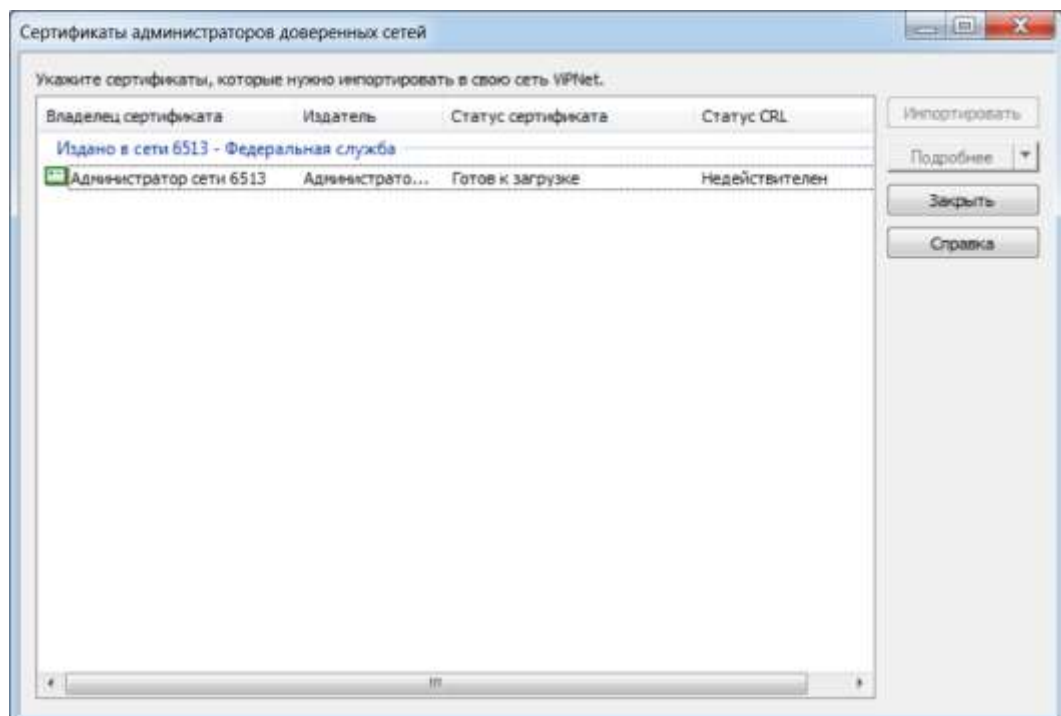 Сертификаты администраторов доверенных сетей
Укажите сертификаты, которые нужно импортировать в свою сеть ViPNet.
Владелец сертификата Издатель Статус сертификата Статус CRL
Издано в сети 6513 - Федеральная служба
Администратор сети 6513 Администрато... Готов к загрузке Недействителен
Импортировать
Подробнее
Закрыть
Справка